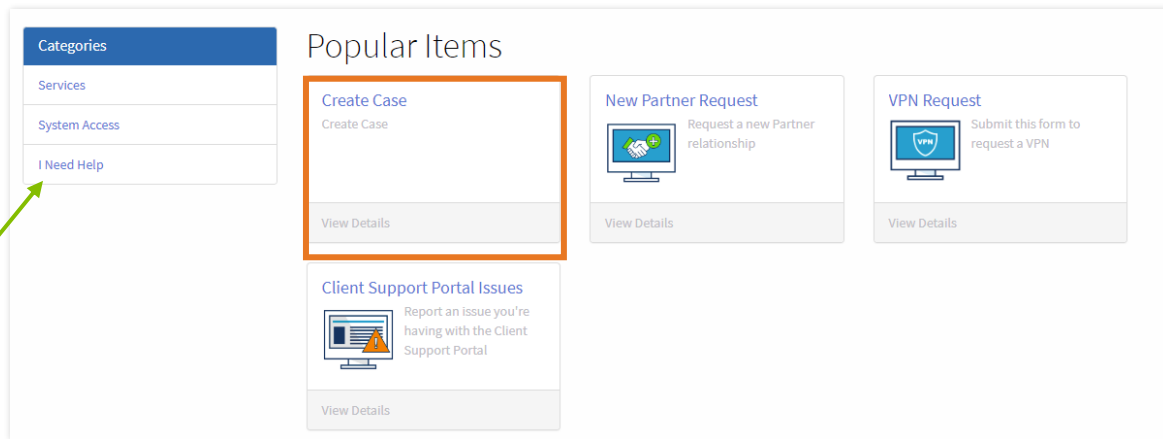 Categories
Services
System Access
I Need Help
Popular Items
Create Case
Create Case
View Details
New Partner Request
Request a new Partner
relationship
View Details
VPN Request
VPN
Submit this form to
request a VPN
View Details
Client Support Portal Issues
Report an issue you're
having with the Client
Support Portal
View Details